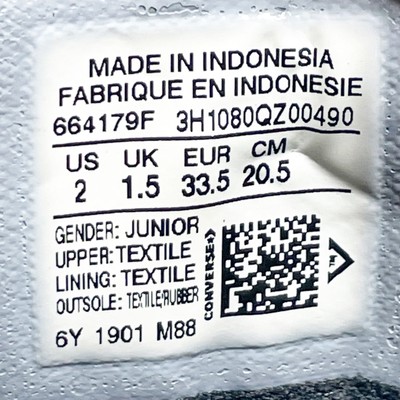 MADE IN INDONESIA
FABRIQUE EN INDONESIE
664179F 3H1080QZ00490
US UK EUR CM
2 1.5 33.5 20.5
GENDER: JUNIOR
UPPER: TEXTILE
LINING: TEXTILE
OUTSOLE: TEXTILE/RUBBER
6Y 1901 M88
CONVERSE
TM